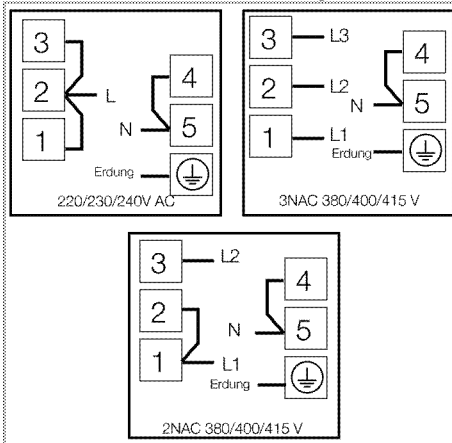 3
2 L
1
4
N 5
Erdung
220/230/240V AC
3 L3
2 L2
1 L1
4
N 5
Erdung
3NAC 380/400/415 V
3 L2
2
1 L1
4
N 5
Erdung
2NAC 380/400/415 V